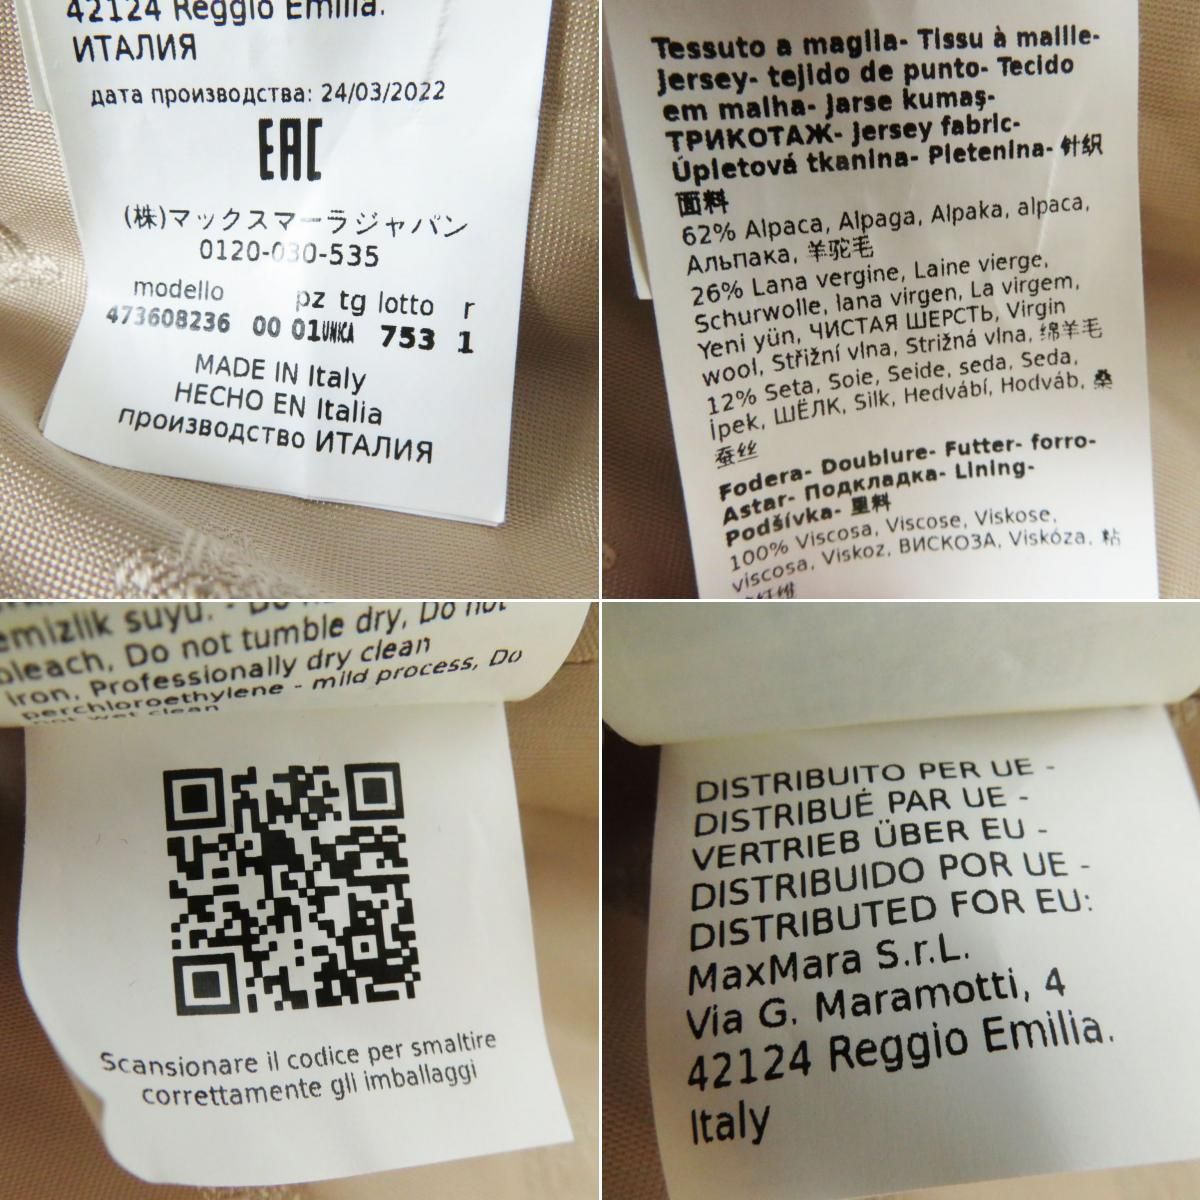 42124 Reggio Emilia.
ИТАЛИЯ
дата производства: 24/03/2022
EAC
(株)マックスマーラジャパン
0120-030-535
modello pz tg lotto r
473608236 00 01UNICA 753 1
MADE IN Italy
HECHO EN Italia
производство ИТАЛИЯ
Tessuto a maglia- Tissu à maille-
Jersey- tejido de punto- Tecido
em malha- Jarse kumaş-
ТРИКОТАЖ- Jersey fabric-
Úpletová tkanina- Pletenina- 针织
面料
62% Alpaca, Alpaga, Alpaka, alpaca,
Альпака, 羊驼毛
26% Lana vergine, Laine vierge,
Schurwolle, lana virgen, La virgem,
Yeni yün, ЧИСТАЯ ШЕРСТЬ, Virgin
wool, Střižní vlna, Strižná vlna, 绵羊毛
12% Seta, Soie, Seide, seda, Seda,
İpek, ШЁЛК, Silk, Hedvábí, Hodváb, 桑
蚕丝
Fodera- Doublure- Futter- forro-
Astar- Подкладка- Lining-
Podšívka- 里料
100% Viscosa, Viscose, Viskose,
viscosa, Viskoz, ВИСКОЗА, Viskóza, 粘
emizlik suyu. - Do
bleach, Do not tumble dry, Do not
iron, Professionally dry clean
perchloroethylene - mild process, Do
not wet clean
Scansionare il codice per smaltire
correttamente gli imballaggi
DISTRIBUITO PER UE -
DISTRIBUÉ PAR UE -
VERTRIEB ÜBER EU -
DISTRIBUIDO POR UE -
DISTRIBUTED FOR EU:
MaxMara S.r.L.
Via G. Maramotti, 4
42124 Reggio Emilia.
Italy